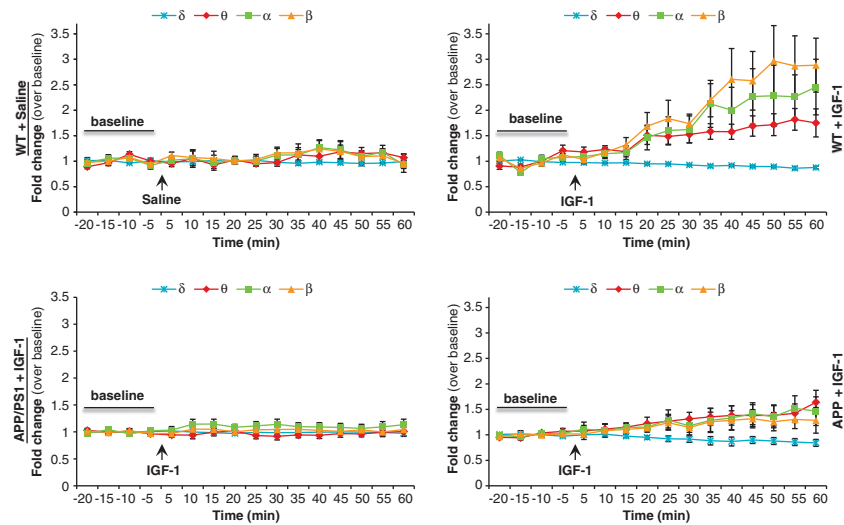 δ θ α β
3.5
3
2.5
2
1.5
1
0.5
0
WT + Saline
Fold change (over baseline)
baseline
Saline
-20 -15 -10 -5 5 10 15 20 25 30 35 40 45 50 55 60
Time (min)
δ θ α β
3.5
3
2.5
2
1.5
1
0.5
0
Fold change (over baseline)
baseline
IGF-1
-20 -15 -10 -5 5 10 15 20 25 30 35 40 45 50 55 60
Time (min)
WT + IGF-1
δ θ α β
3.5
3
2.5
2
1.5
1
0.5
0
APP/PS1 + IGF-1
Fold change (over baseline)
baseline
IGF-1
-20 -15 -10 -5 5 10 15 20 25 30 35 40 45 50 55 60
Time (min)
δ θ α β
3.5
3
2.5
2
1.5
1
0.5
0
Fold change (over baseline)
baseline
IGF-1
-20 -15 -10 -5 5 10 15 20 25 30 35 40 45 50 55 60
Time (min)
APP + IGF-1